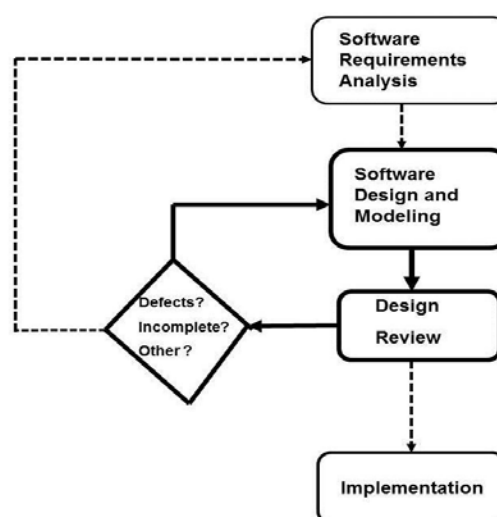 Software
Requirements
Analysis
Software
Design and
Modeling
Defects?
Incomplete?
Other ?
Design
Review
Implementation